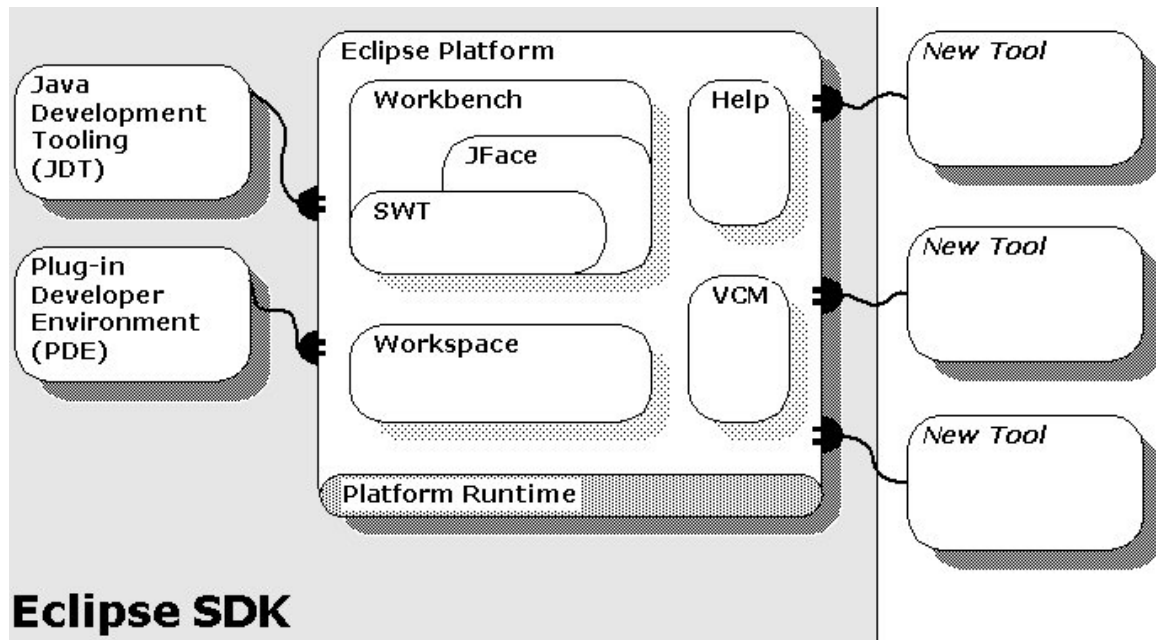 Java
Development
Tooling
(JDT)
Plug-in
Developer
Environment
(PDE)
Eclipse Platform
Workbench
JFace
SWT
Workspace
Help
VCM
Platform Runtime
New Tool
New Tool
New Tool
Eclipse SDK